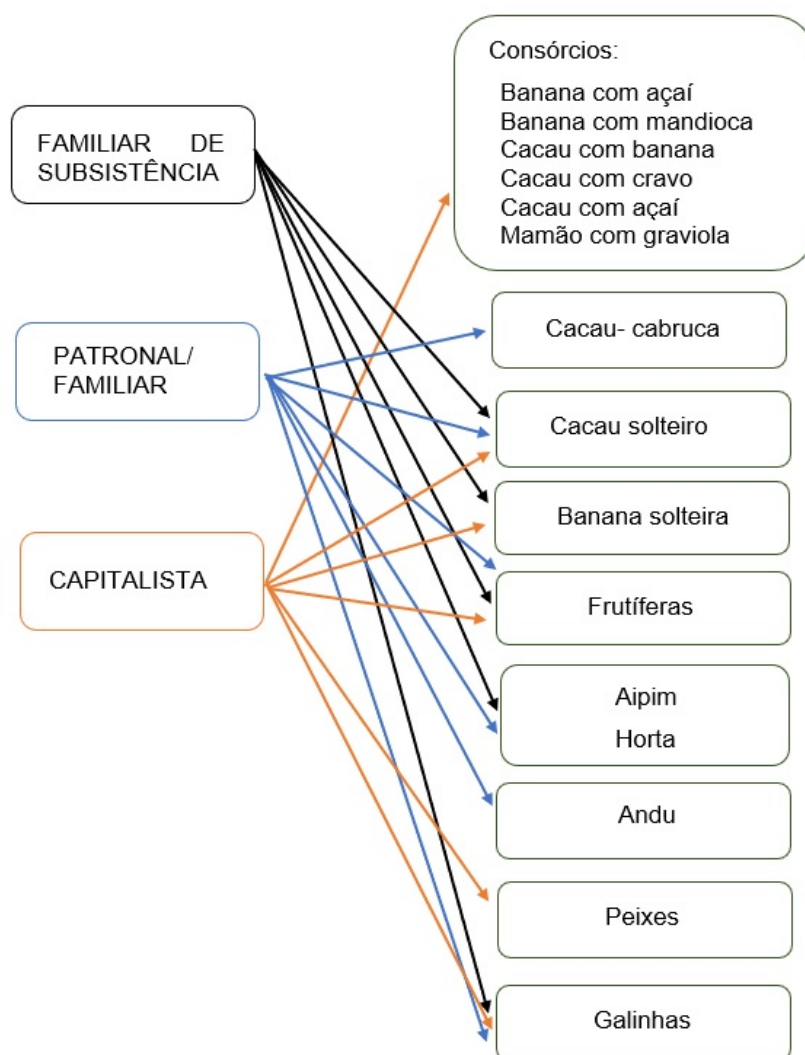 FAMILIAR DE
SUBSISTÊNCIA
PATRONAL/
FAMILIAR
CAPITALISTA
Consórcios:
Banana com açaí
Banana com mandioca
Cacau com banana
Cacau com cravo
Cacau com açaí
Mamão com graviola
Cacau- cabruca
Cacau solteiro
Banana solteira
Frutíferas
Aipim
Horta
Andu
Peixes
Galinhas